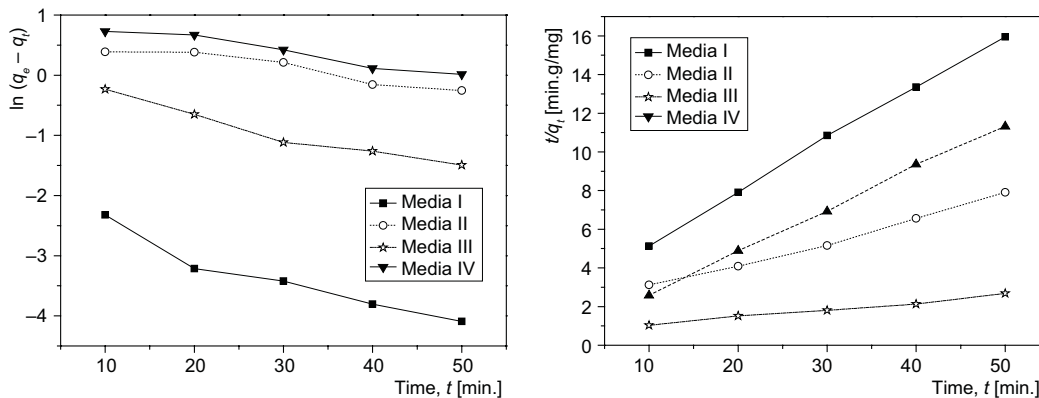 ln (qe – qt)
1
0
−1
−2
−3
−4
Media I
Media II
Media III
Media IV
10 20 30 40 50
Time, t [min.]
t/qt [min.g/mg]
16
14
12
10
8
6
4
2
0
Media I
Media II
Media III
Media IV
10 20 30 40 50
Time, t [min.]